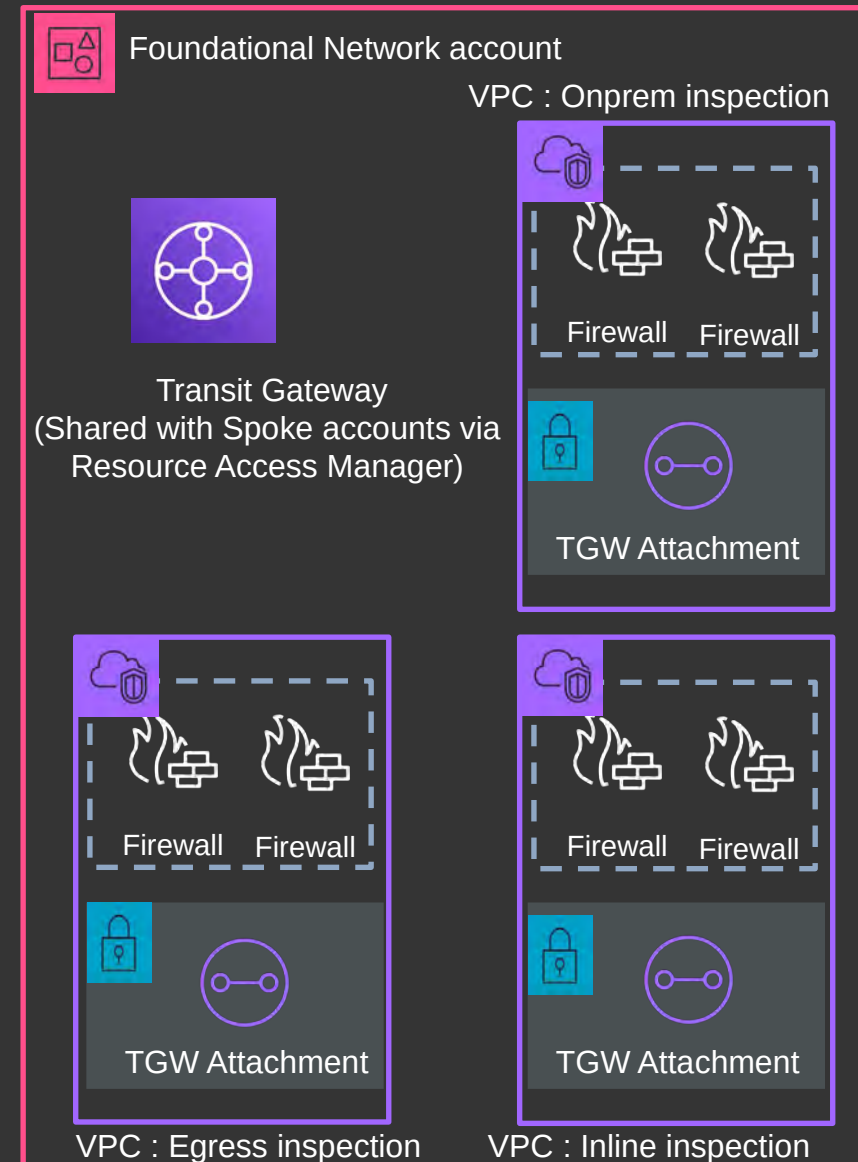 Foundational Network account
VPC : Onprem inspection
Firewall Firewall
Transit Gateway
(Shared with Spoke accounts via
Resource Access Manager)
TGW Attachment
Firewall Firewall
TGW Attachment
VPC : Egress inspection
Firewall Firewall
TGW Attachment
VPC : Inline inspection